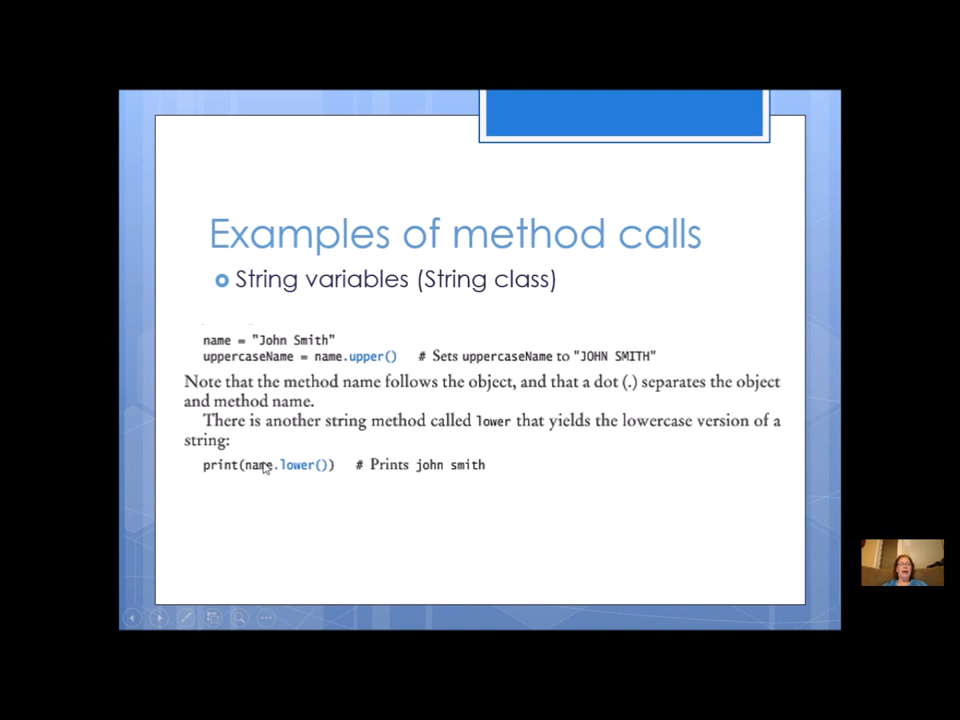 Examples of method calls
String variables (String class)
name = "John Smith"
uppercaseName = name.upper() # Sets uppercaseName to "JOHN SMITH"
Note that the method name follows the object, and that a dot (.) separates the object
and method name.
There is another string method called lower that yields the lowercase version of a
string:
print(name.lower()) # Prints john smith